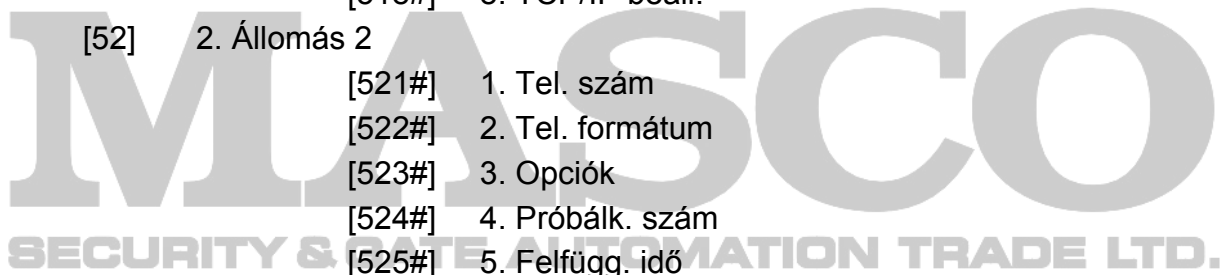 [52] 2. Állomás 2
[521#] 1. Tel. szám
[522#] 2. Tel. formátum
[523#] 3. Opciók
[524#] 4. Próbálk. szám
[525#] 5. Felfügg. idő
MASCO
SECURITY & GATE AUTOMATION TRADE LTD.